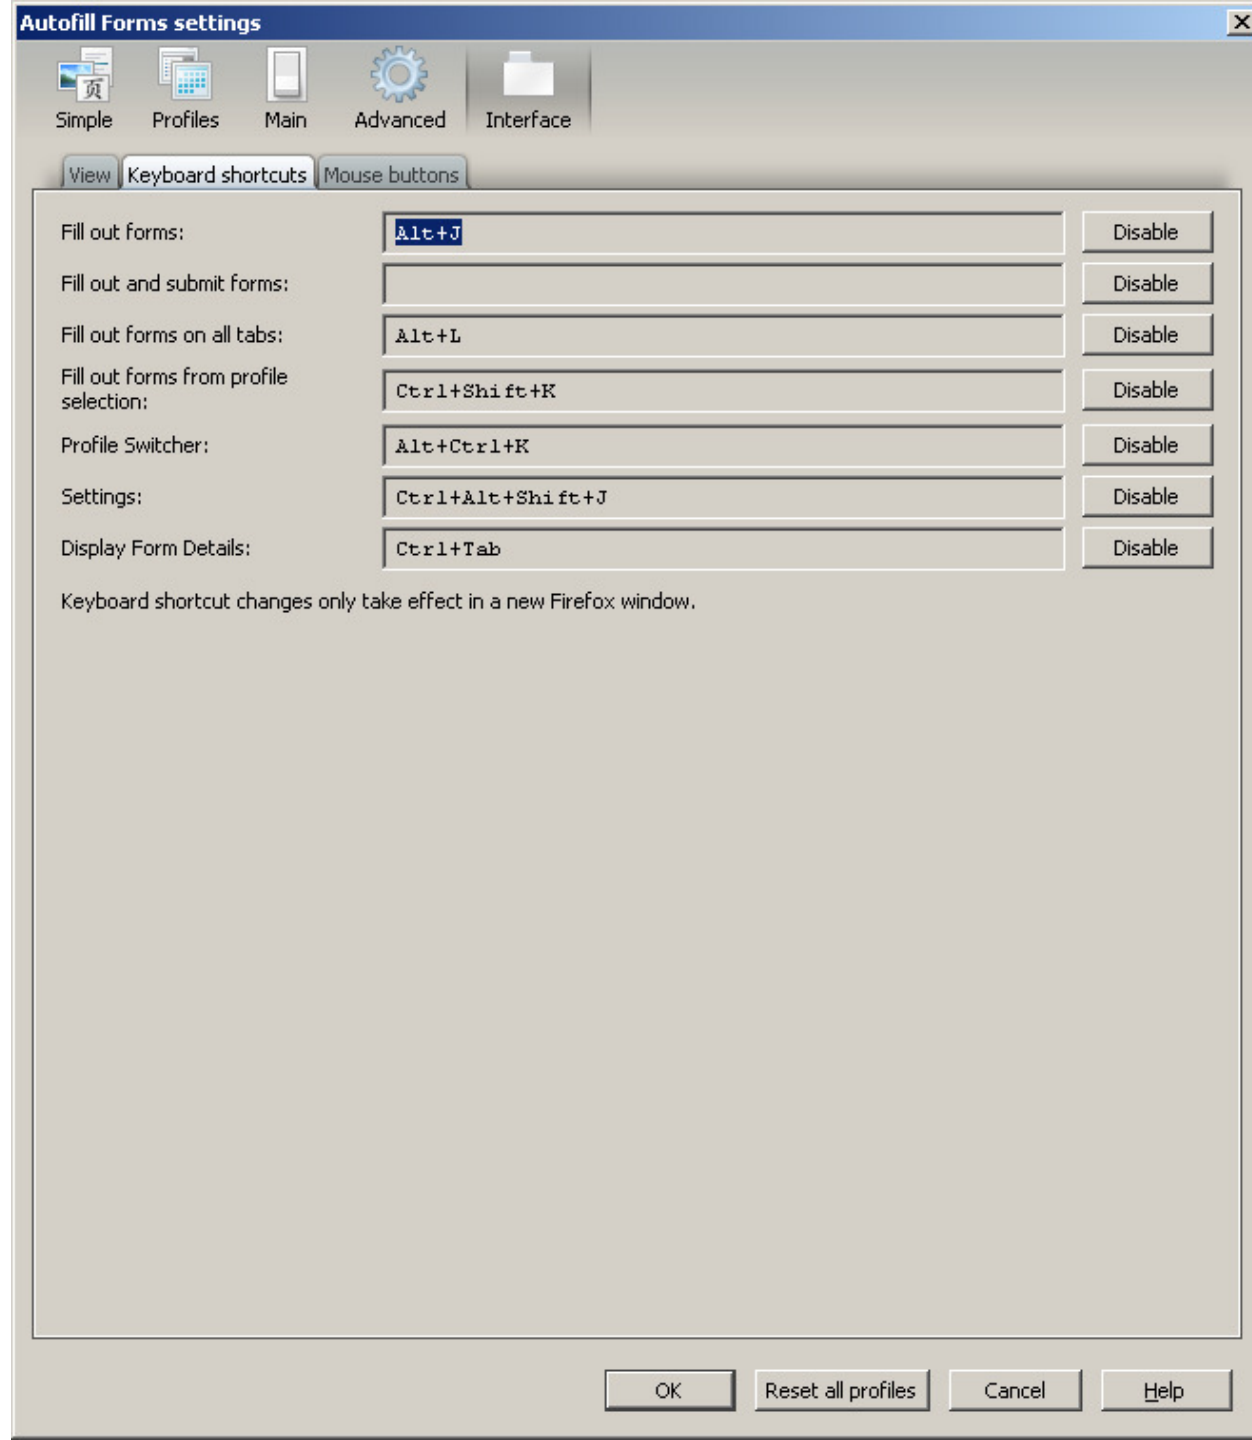 Autofill Forms settings
页
Simple Profiles Main Advanced Interface
View Keyboard shortcuts Mouse buttons
Fill out forms: Alt+J Disable
Fill out and submit forms: Disable
Fill out forms on all tabs: Alt+L Disable
Fill out forms from profile
selection: Ctrl+Shift+K Disable
Profile Switcher: Alt+Ctrl+K Disable
Settings: Ctrl+Alt+Shift+J Disable
Display Form Details: Ctrl+Tab Disable
Keyboard shortcut changes only take effect in a new Firefox window.
OK Reset all profiles Cancel Help